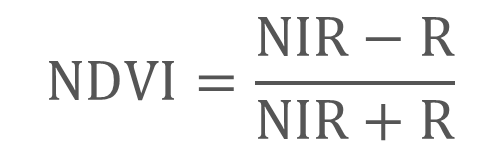 NIR − R
NDVI =
NIR + R